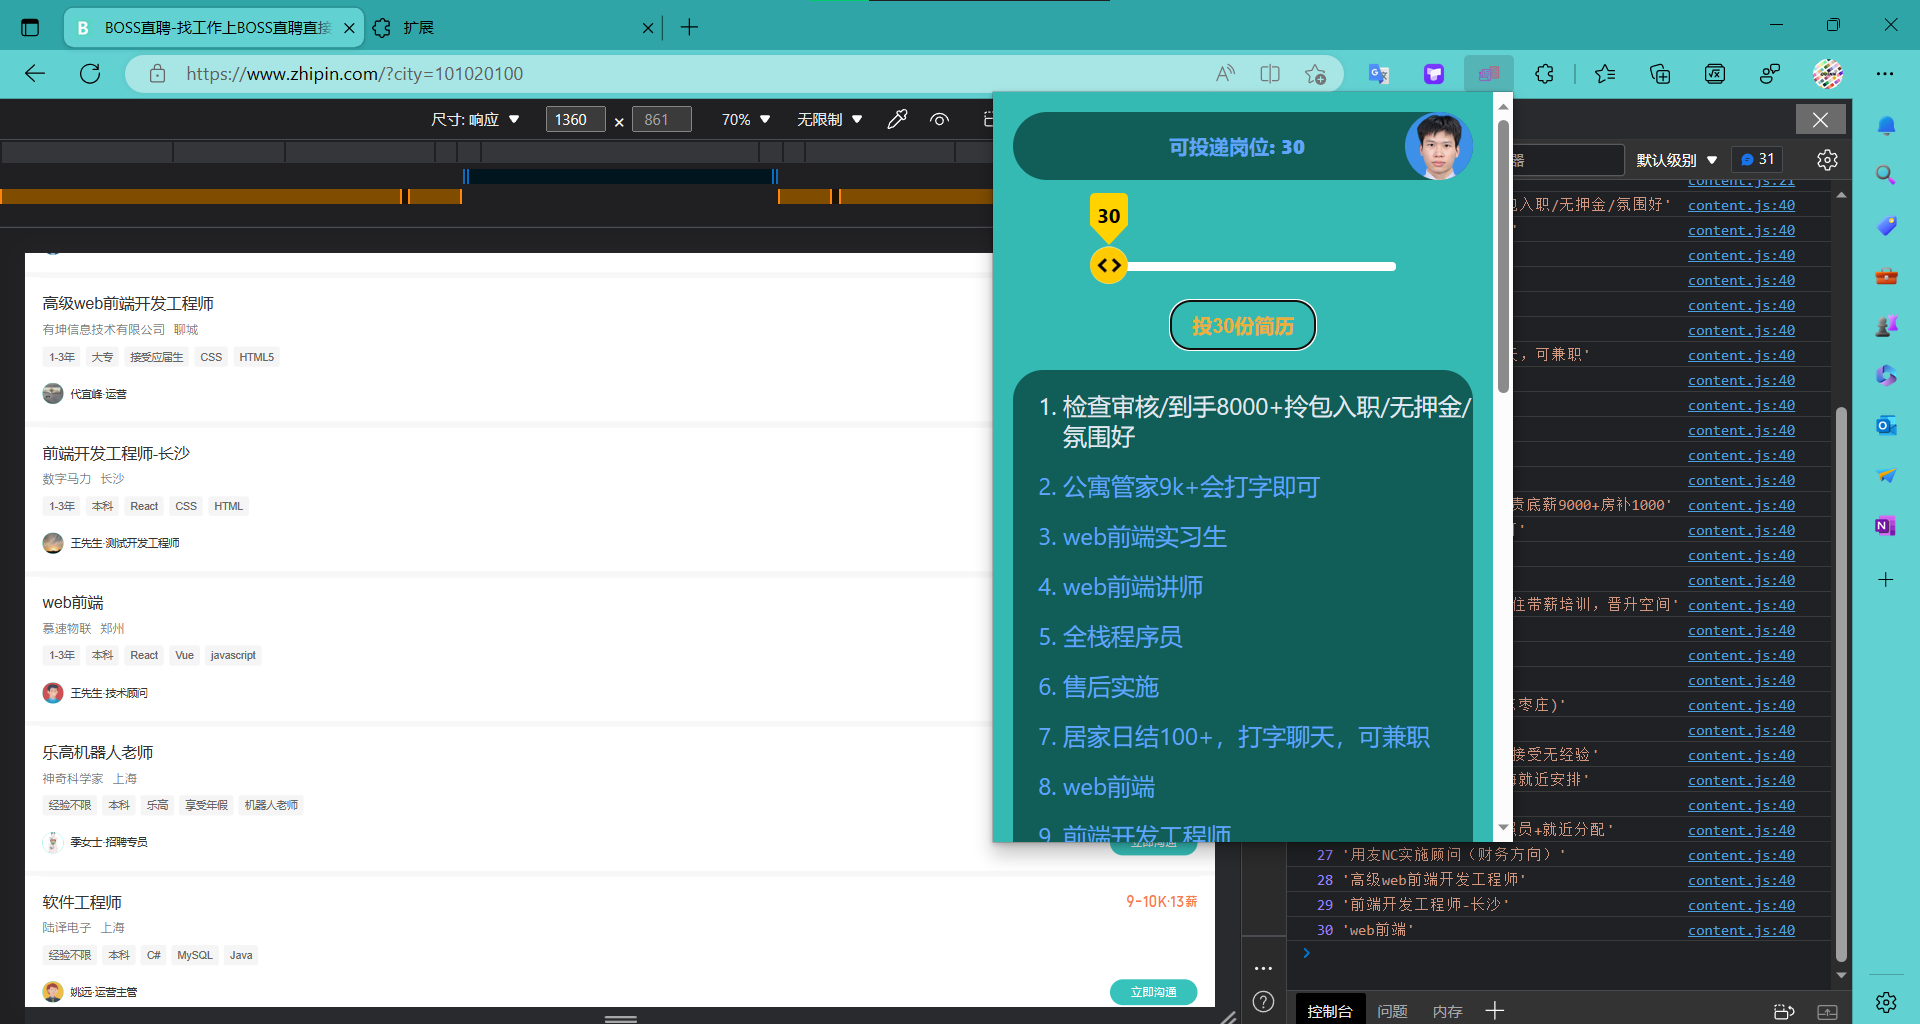 BOSS直聘-找工作上BOSS直聘直接
扩展
https://www.zhipin.com/?city=101020100
尺寸: 响应
1360
×
861
70%
无限制
默认级别
31
可投递岗位: 30
30
投30份简历
1. 检查审核/到手8000+拎包入职/无押金/
氛围好
2. 公寓管家9k+会打字即可
3. web前端实习生
4. web前端讲师
5. 全栈程序员
6. 售后实施
7. 居家日结100+，打字聊天，可兼职
8. web前端
9. 前端开发工程师
高级web前端开发工程师
有坤信息技术有限公司 聊城
1-3年 大专 接受应届生 CSS HTML5
代宜峰·运营
前端开发工程师-长沙
数字马力 长沙
1-3年 本科 React CSS HTML
王先生·测试开发工程师
web前端
慕速物联 郑州
1-3年 本科 React Vue javascript
王先生·技术顾问
乐高机器人老师
神奇科学家 上海
经验不限 本科 乐高 享受年假 机器人老师
季女士·招聘专员
立即沟通
软件工程师
9-10K·13薪
陆译电子 上海
经验不限 本科 C# MySQL Java
姚远·运营主管
立即沟通
器
content.js:21
包入职/无押金/氛围好' content.js:40
' content.js:40
content.js:40
content.js:40
content.js:40
content.js:40
天，可兼职' content.js:40
content.js:40
content.js:40
content.js:40
content.js:40
content.js:40
责底薪9000+房补1000' content.js:40
' content.js:40
content.js:40
content.js:40
住带薪培训，晋升空间' content.js:40
content.js:40
content.js:40
content.js:40
枣庄)' content.js:40
content.js:40
接受无经验' content.js:40
就近安排' content.js:40
content.js:40
员+就近分配' content.js:40
27 '用友NC实施顾问（财务方向）' content.js:40
28 '高级web前端开发工程师' content.js:40
29 '前端开发工程师-长沙' content.js:40
30 'web前端' content.js:40
控制台
问题
内存